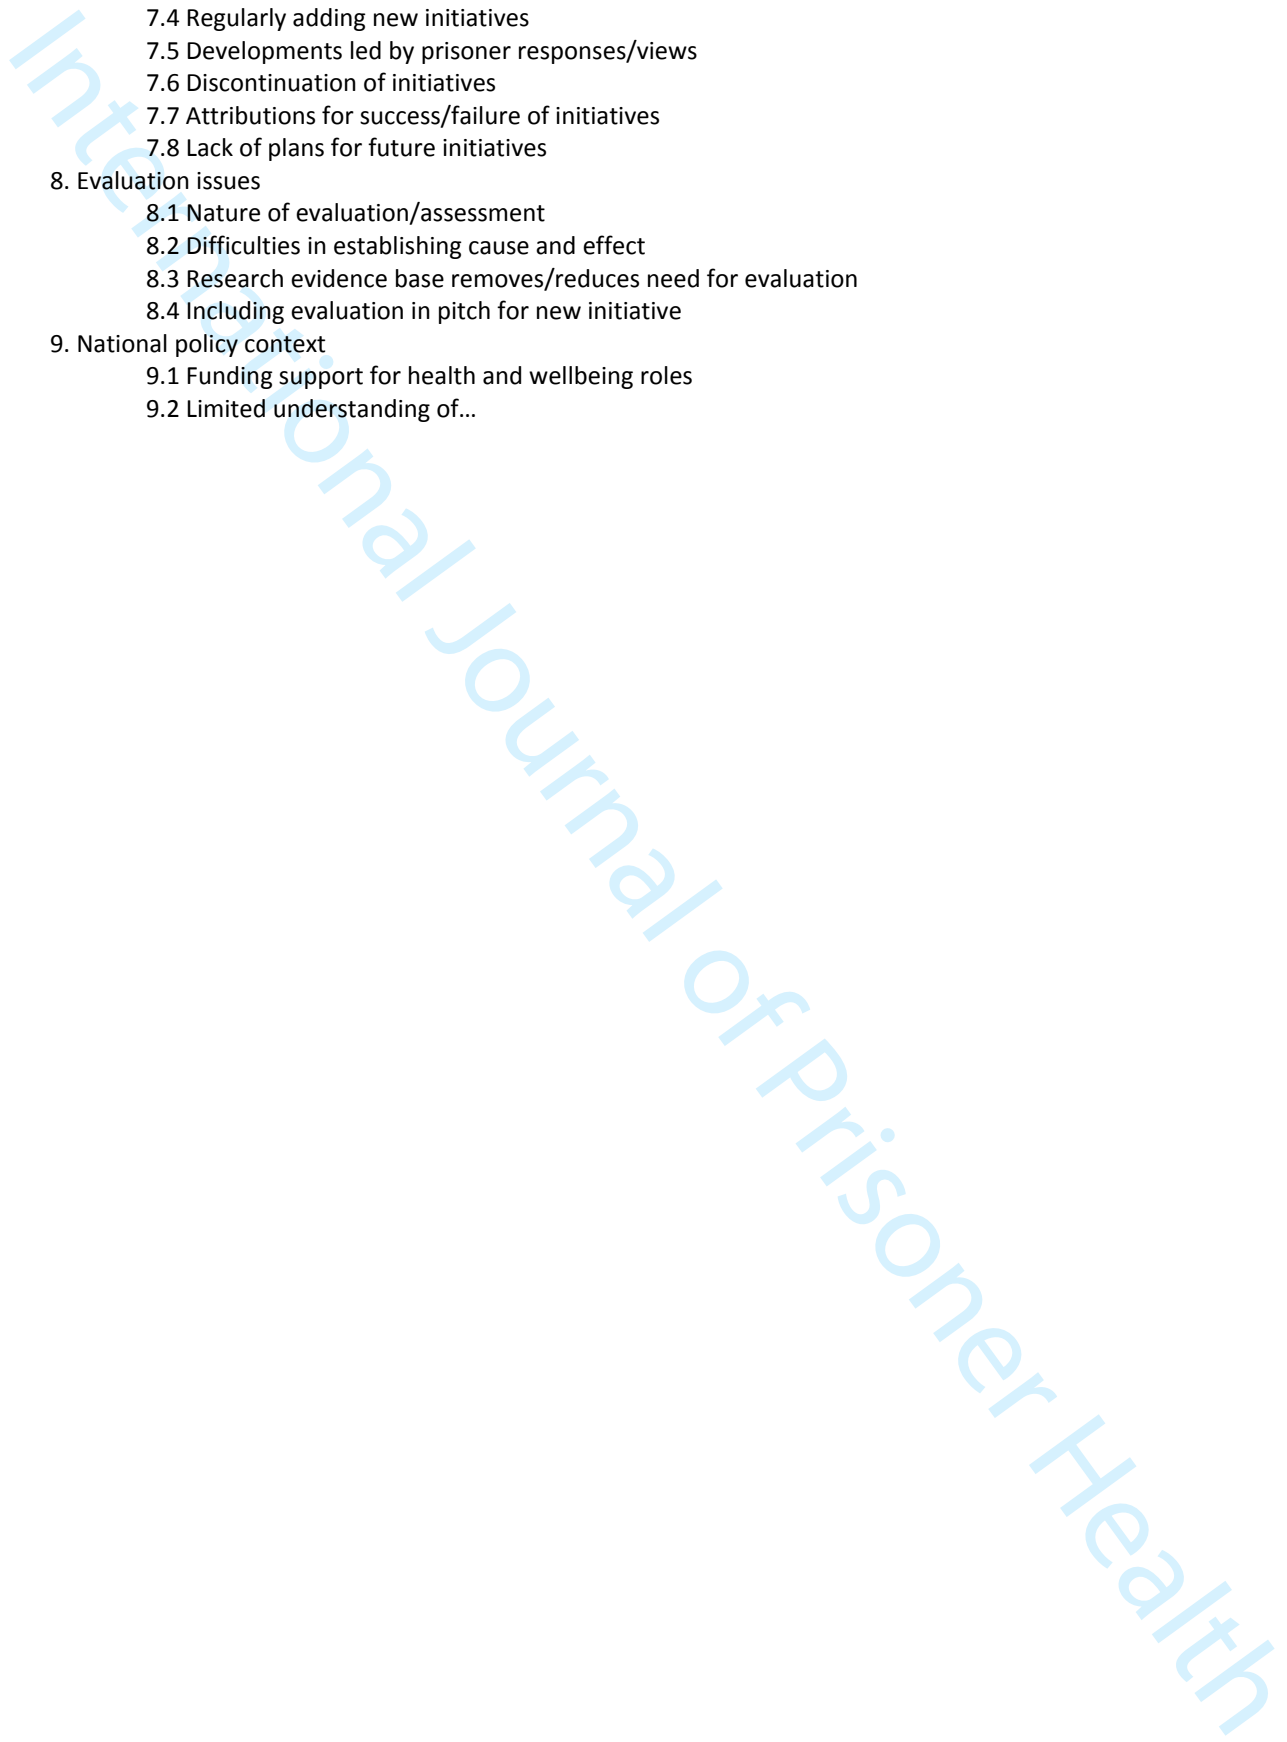 7.4 Regularly adding new initiatives
7.5 Developments led by prisoner responses/views
7.6 Discontinuation of initiatives
7.7 Attributions for success/failure of initiatives
7.8 Lack of plans for future initiatives
8. Evaluation issues
8.1 Nature of evaluation/assessment
8.2 Difficulties in establishing cause and effect
8.3 Research evidence base removes/reduces need for evaluation
8.4 Including evaluation in pitch for new initiative
9. National policy context
9.1 Funding support for health and wellbeing roles
9.2 Limited understanding of…
International Journal of Prisoner Health